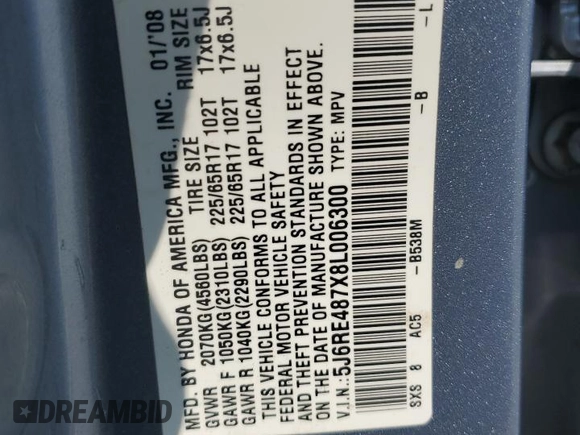 MFD. BY HONDA OF AMERICA MFG., INC. 01/'08
GVWR 2070KG(4560LBS) TIRE SIZE RIM SIZE
GAWR F 1050KG(2310LBS) 225/65R17 102T 17x6.5J
GAWR R 1040KG(2290LBS) 225/65R17 102T 17x6.5J
THIS VEHICLE CONFORMS TO ALL APPLICABLE
FEDERAL MOTOR VEHICLE SAFETY
AND THEFT PREVENTION STANDARDS IN EFFECT
ON THE DATE OF MANUFACTURE SHOWN ABOVE.
V.I.N.:5J6RE487X8L006300 TYPE: MPV
SXS 8 AC5 -B538M -B -L
DEALERS FORUM.com